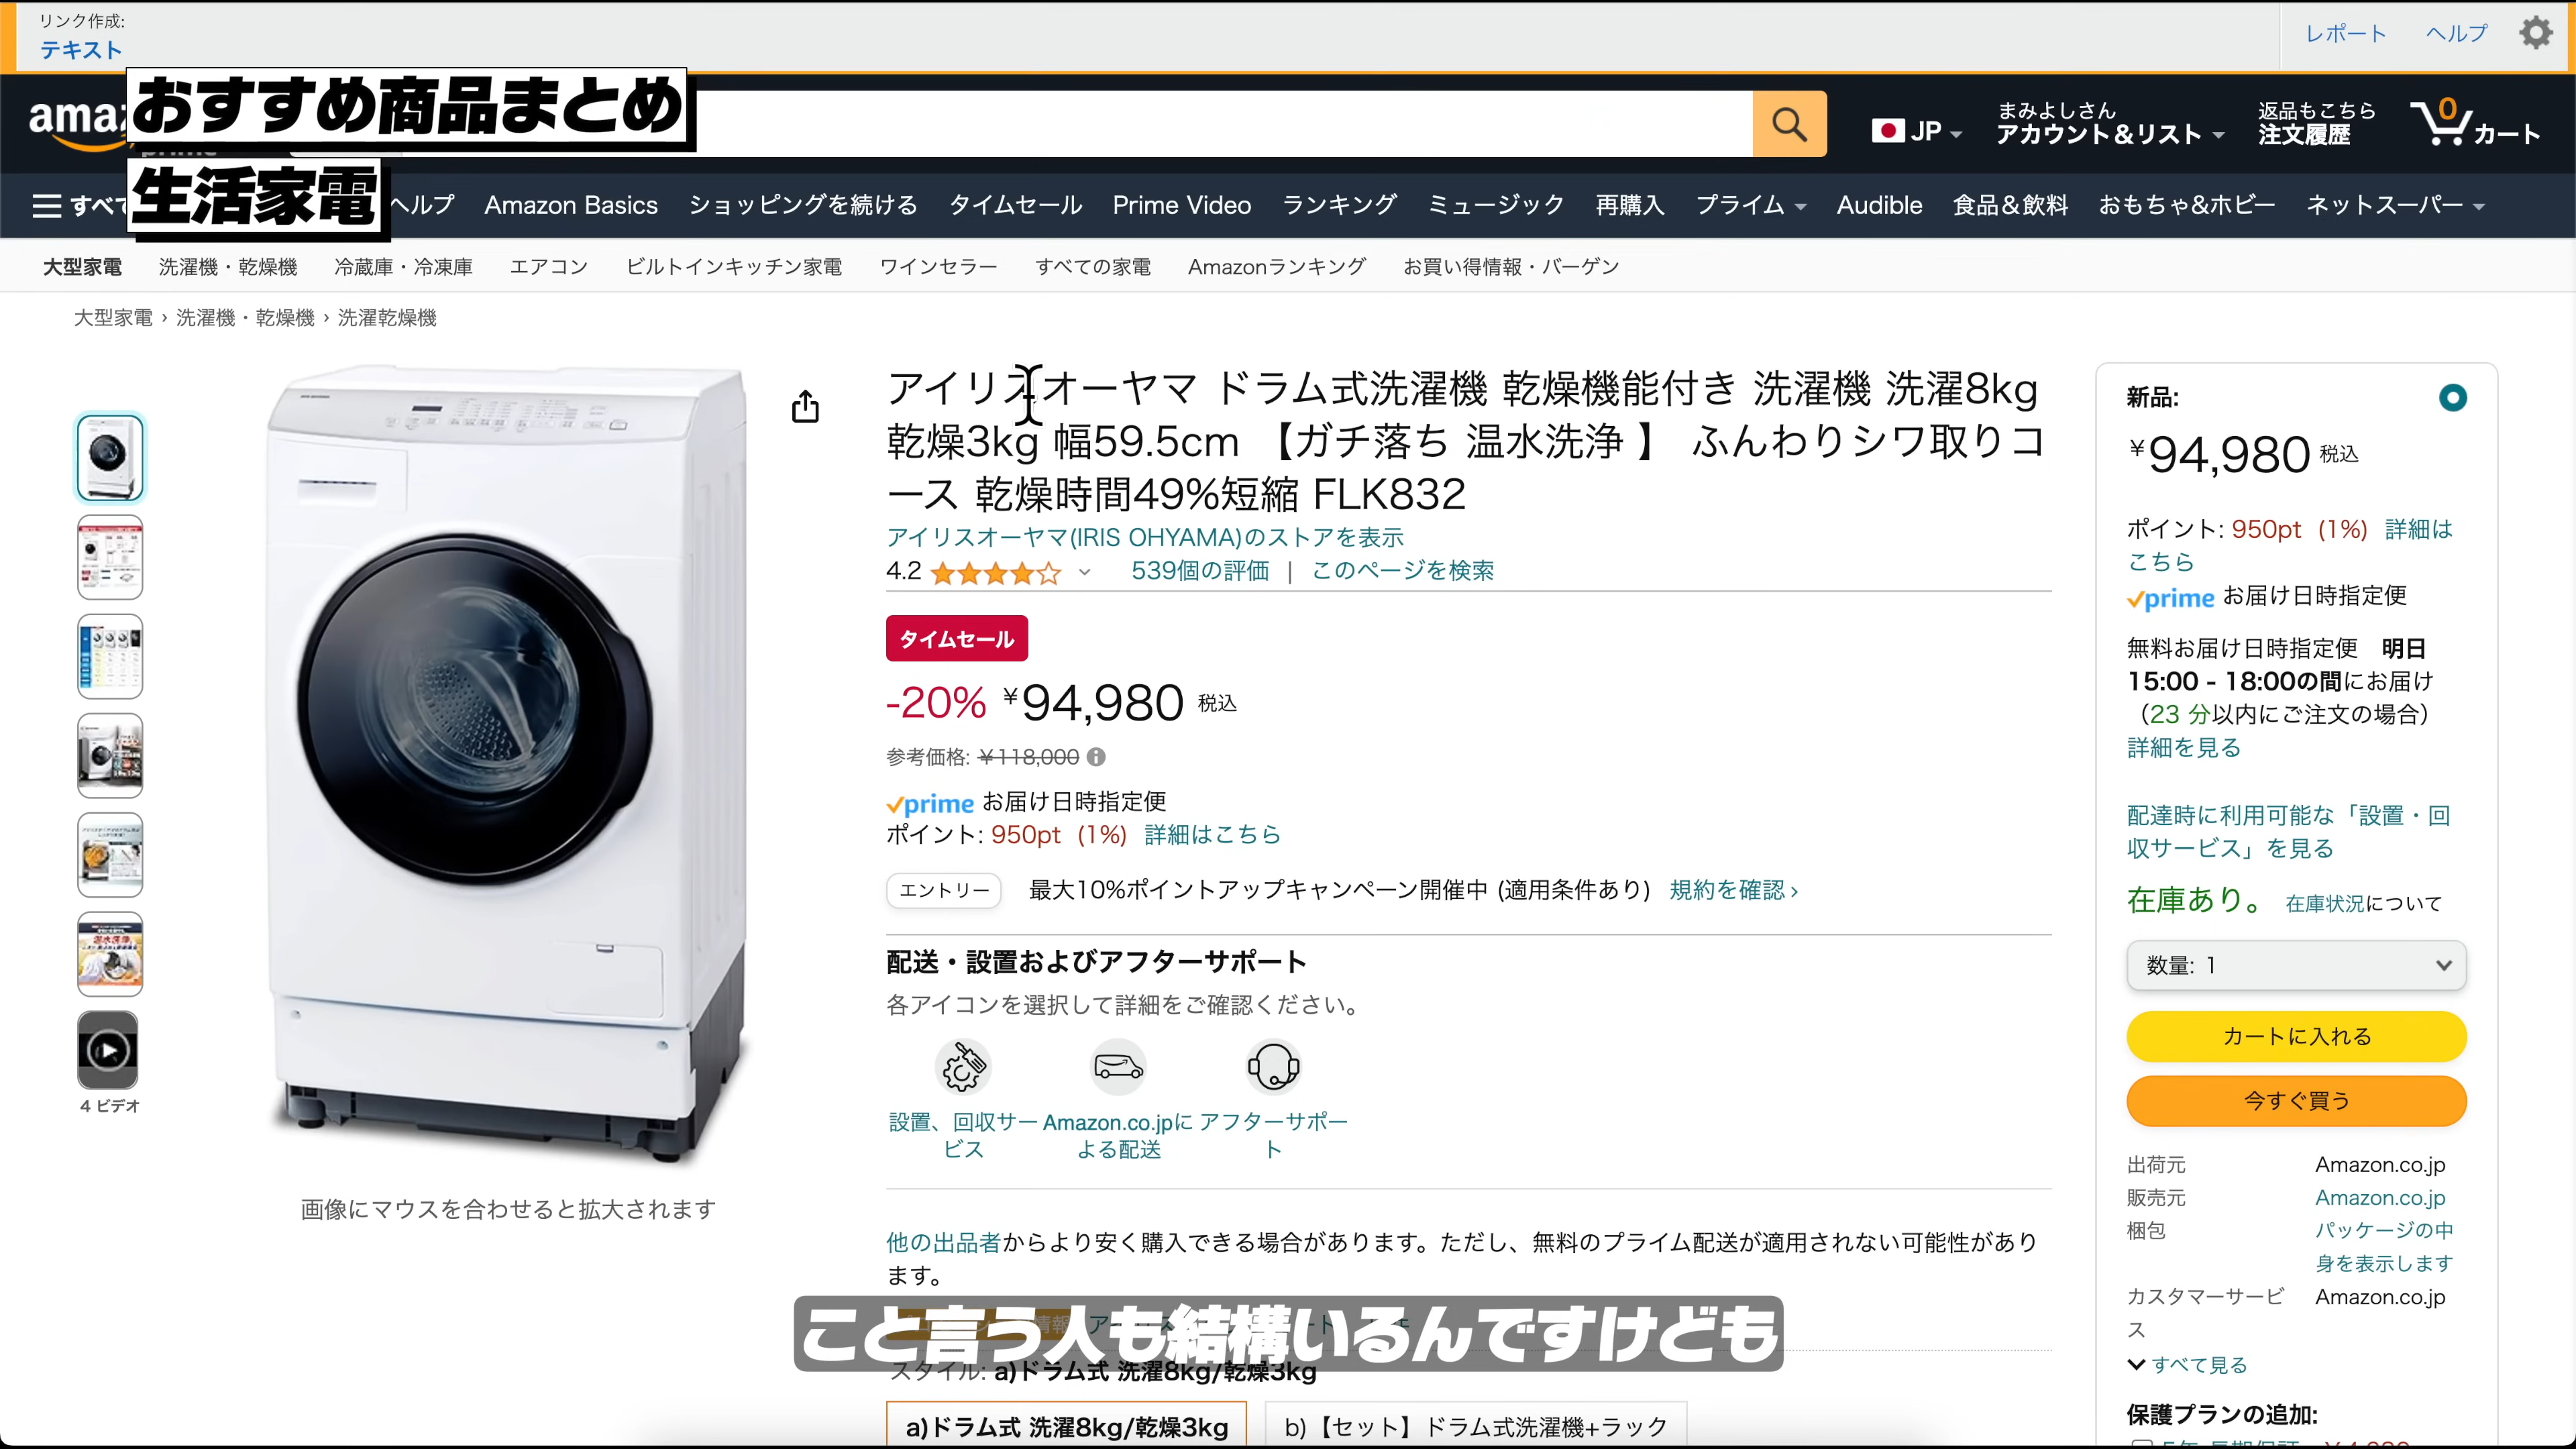 リンク作成:
テキスト
レポート
ヘルプ
おすすめ商品まとめ
生活家電
JP
まみよしさん
アカウント&リスト
返品もこちら
注文履歴
0
カート
ヘルプ
Amazon Basics
ショッピングを続ける
タイムセール
Prime Video
ランキング
ミュージック
再購入
プライム
Audible
食品&飲料
おもちゃ&ホビー
ネットスーパー
大型家電
洗濯機・乾燥機
冷蔵庫・冷凍庫
エアコン
ビルトインキッチン家電
ワインセラー
すべての家電
Amazonランキング
お買い得情報・バーゲン
大型家電 › 洗濯機・乾燥機 › 洗濯乾燥機
アイリスオーヤマ ドラム式洗濯機 乾燥機能付き 洗濯機 洗濯8kg
乾燥3kg 幅59.5cm 【ガチ落ち 温水洗浄 】 ふんわりシワ取りコ
ース 乾燥時間49%短縮 FLK832
アイリスオーヤマ(IRIS OHYAMA)のストアを表示
4.2
539個の評価 | このページを検索
タイムセール
-20% ¥94,980 税込
参考価格: ¥118,000
prime お届け日時指定便
ポイント: 950pt (1%) 詳細はこちら
エントリー
最大10%ポイントアップキャンペーン開催中 (適用条件あり) 規約を確認 ›
配送・設置およびアフターサポート
各アイコンを選択して詳細をご確認ください。
設置、回収サー
ビス
Amazon.co.jpに
よる配送
アフターサポー
ト
他の出品者からより安く購入できる場合があります。ただし、無料のプライム配送が適用されない可能性があり
ます。
こと言う人も結構いるんですけども
スタイル: a)ドラム式 洗濯8kg/乾燥3kg
a)ドラム式 洗濯8kg/乾燥3kg
b)【セット】ドラム式洗濯機+ラック
4 ビデオ
画像にマウスを合わせると拡大されます
新品:
¥94,980 税込
ポイント: 950pt (1%) 詳細は
こちら
prime お届け日時指定便
無料お届け日時指定便 明日
15:00 - 18:00の間にお届け
(23 分以内にご注文の場合)
詳細を見る
配達時に利用可能な「設置・回
収サービス」を見る
在庫あり。 在庫状況について
数量: 1
カートに入れる
今すぐ買う
出荷元 Amazon.co.jp
販売元 Amazon.co.jp
梱包 パッケージの中
身を表示します
カスタマーサービ Amazon.co.jp
ス
すべて見る
保護プランの追加: